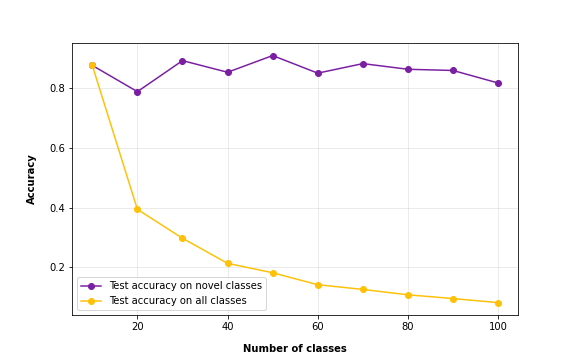 0.8
0.6
0.4
0.2
Accuracy
Test accuracy on novel classes
Test accuracy on all classes
20 40 60 80 100
Number of classes